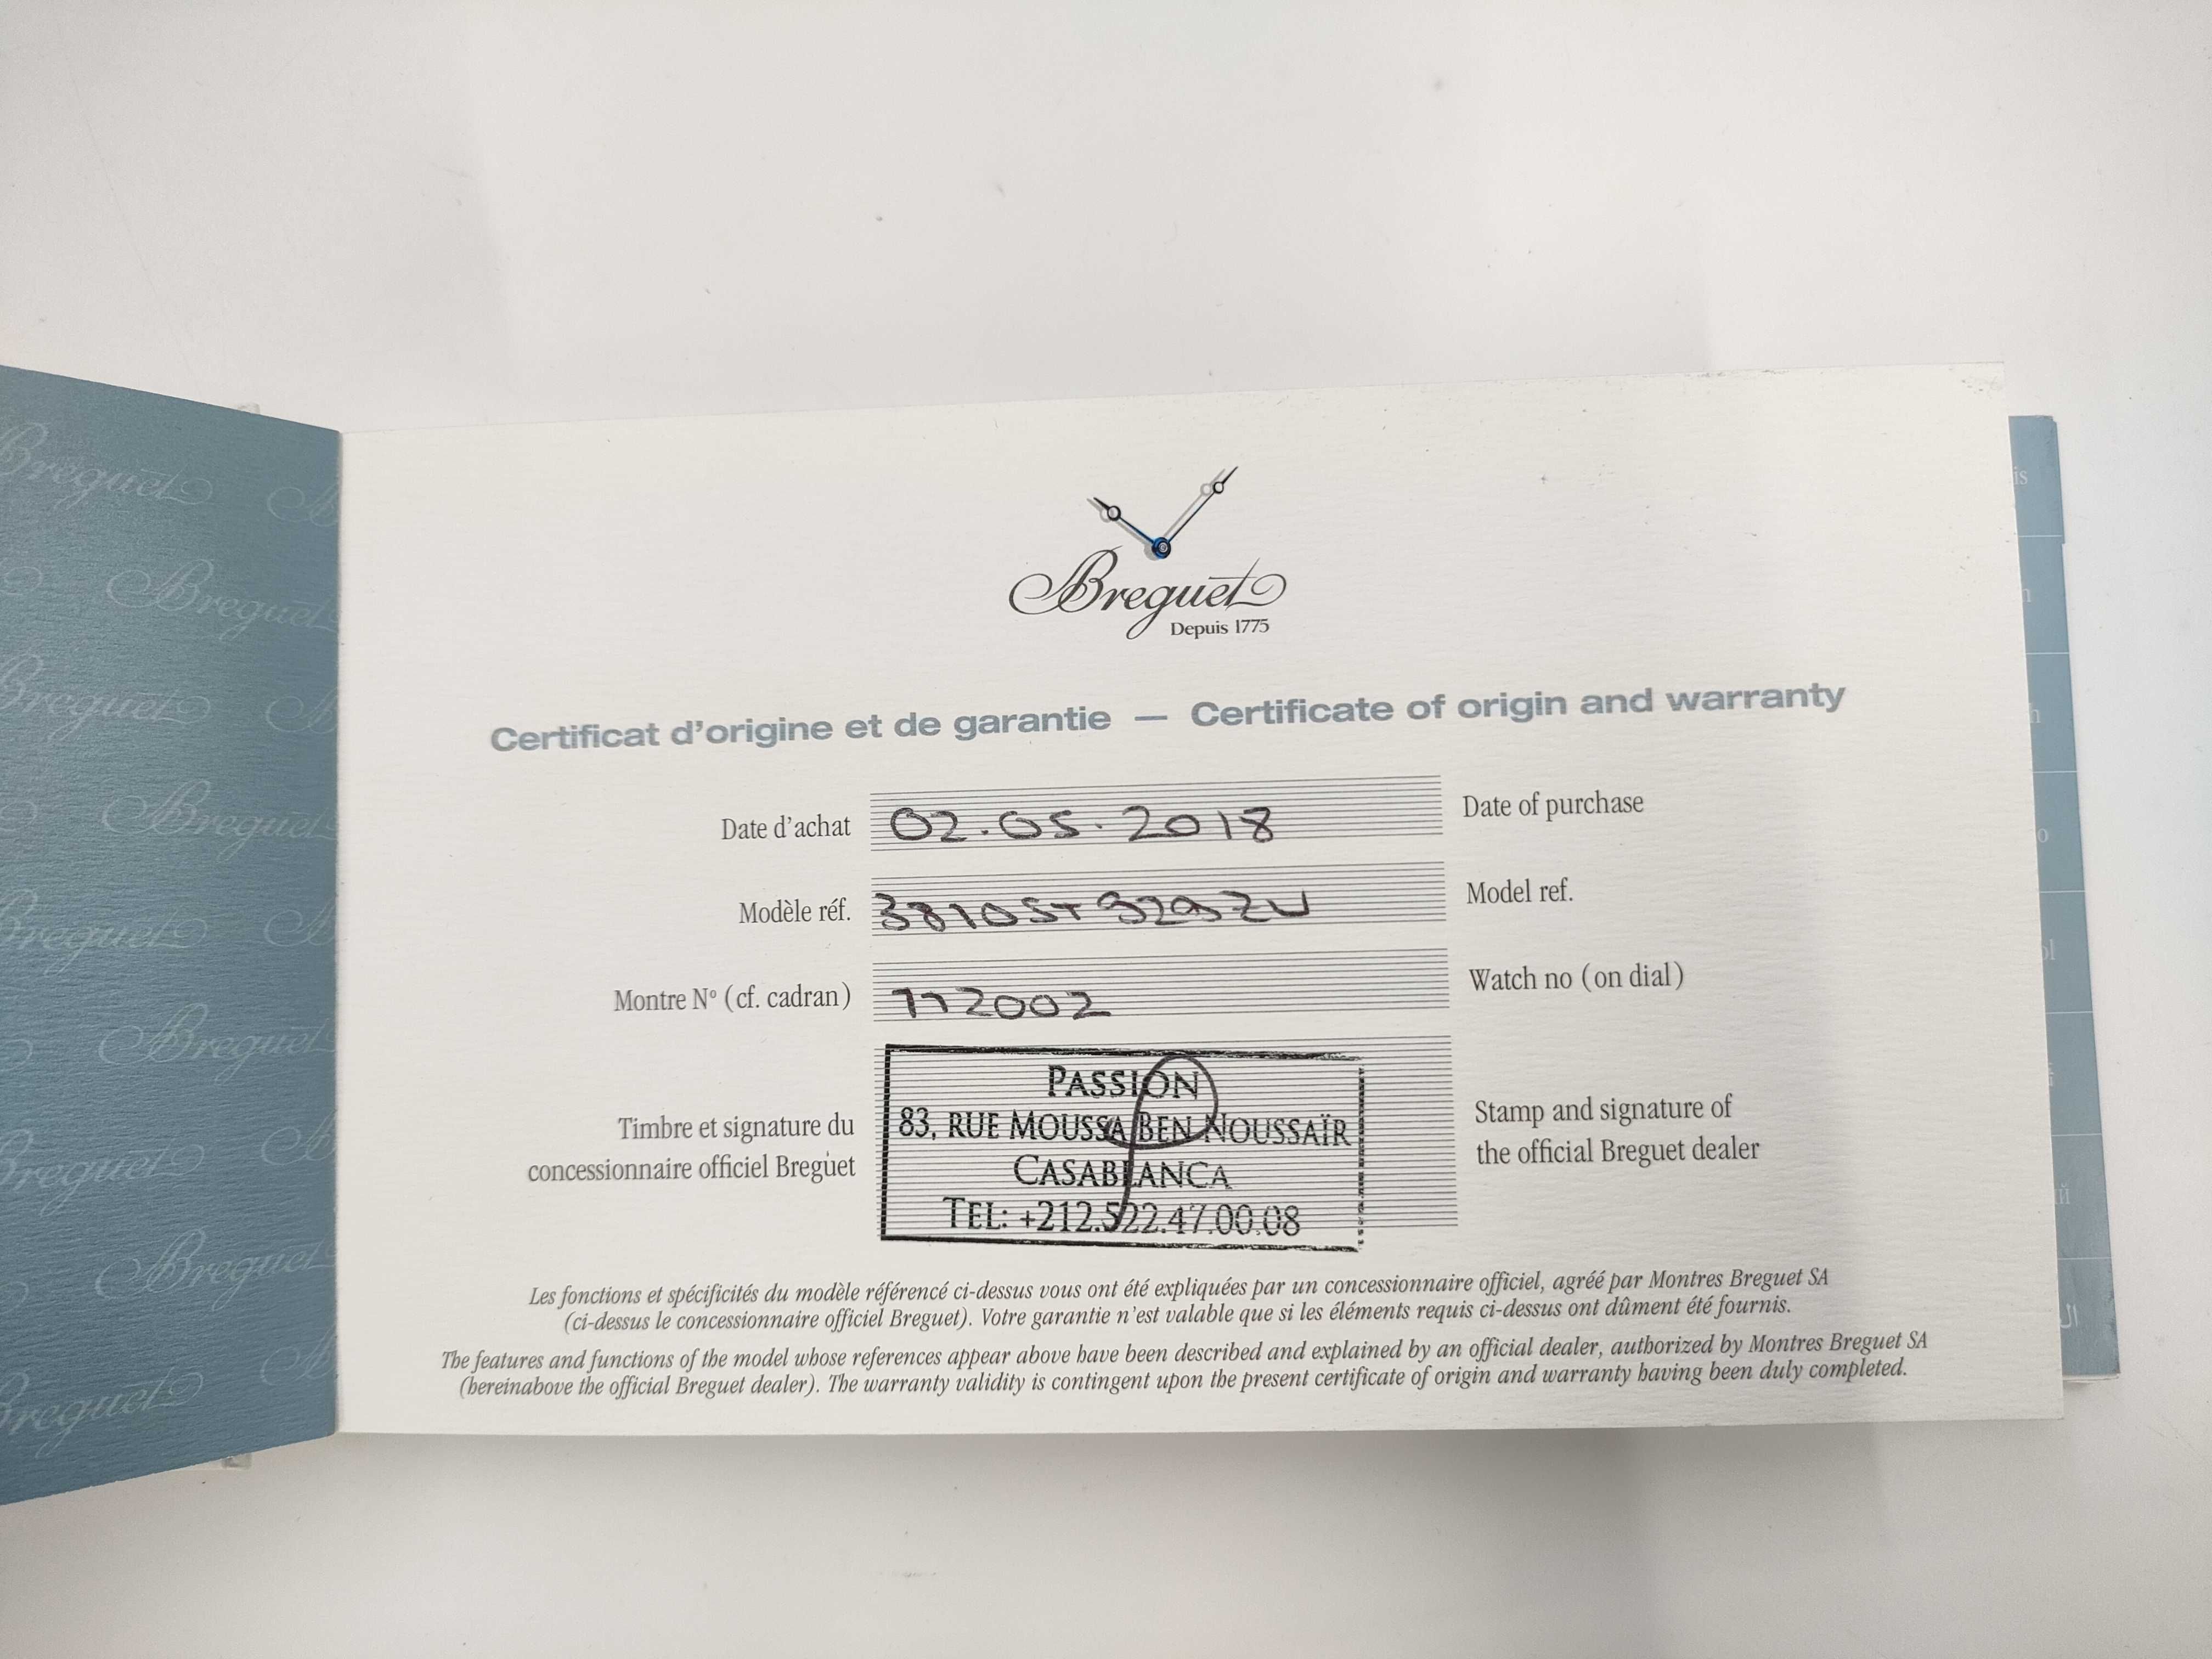 Breguet
Depuis 1775
Certificat d'origine et de garantie — Certificate of origin and warranty
Date d'achat 02.05.2018 Date of purchase
Modèle réf. 3810ST929ZU Model ref.
Montre Nº (cf. cadran) 112002 Watch no (on dial)
Timbre et signature du
concessionnaire officiel Breguet
PASSION
83, RUE MOUSSA BEN NOUSSAÏR
CASABLANCA
TEL: +212.522.47.00.08
Stamp and signature of
the official Breguet dealer
Les fonctions et spécificités du modèle référencé ci-dessus vous ont été expliquées par un concessionnaire officiel, agréé par Montres Breguet SA
(ci-dessus le concessionnaire officiel Breguet). Votre garantie n'est valable que si les éléments requis ci-dessus ont dûment été fournis.
The features and functions of the model whose references appear above have been described and explained by an official dealer, authorized by Montres Breguet SA
(hereinabove the official Breguet dealer). The warranty validity is contingent upon the present certificate of origin and warranty having been duly completed.